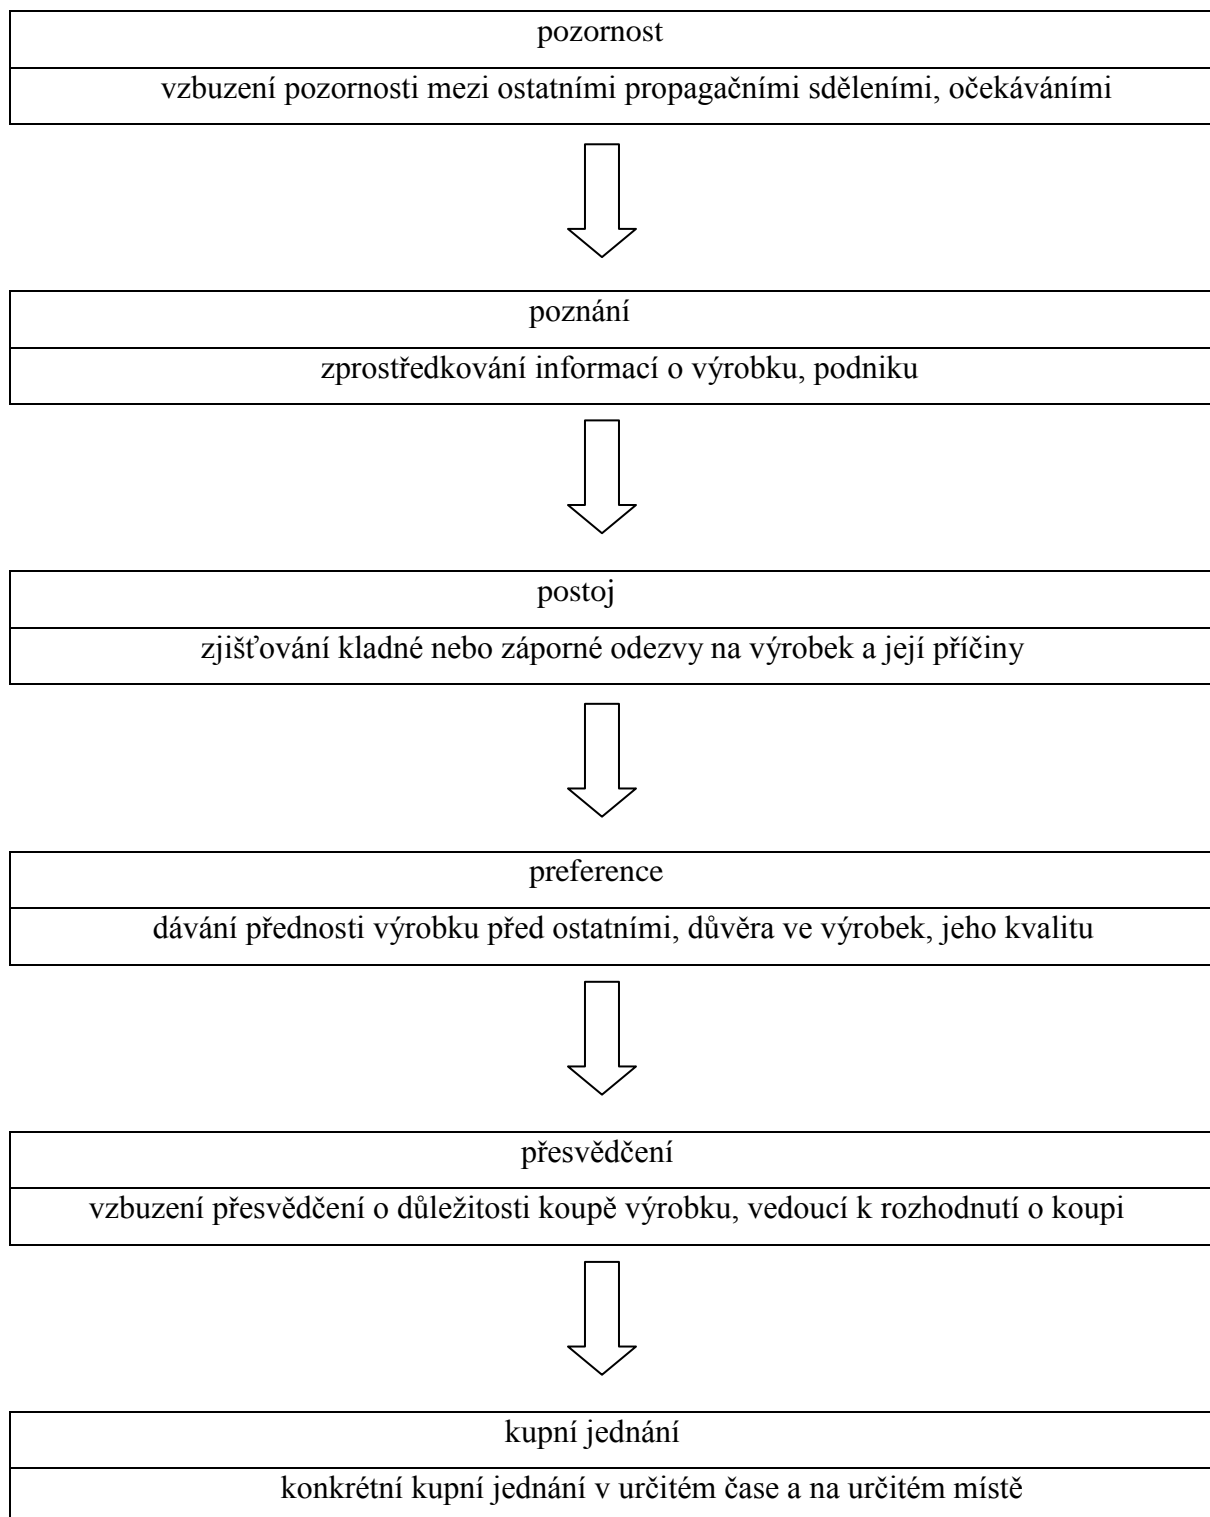 pozornost
vzbuzení pozornosti mezi ostatními propagačními sděleními, očekáváními
poznání
zprostředkování informací o výrobku, podniku
postoj
zjišťování kladné nebo záporné odezvy na výrobek a její příčiny
preference
dávání přednosti výrobku před ostatními, důvěra ve výrobek, jeho kvalitu
přesvědčení
vzbuzení přesvědčení o důležitosti koupě výrobku, vedoucí k rozhodnutí o koupi
kupní jednání
konkrétní kupní jednání v určitém čase a na určitém místě